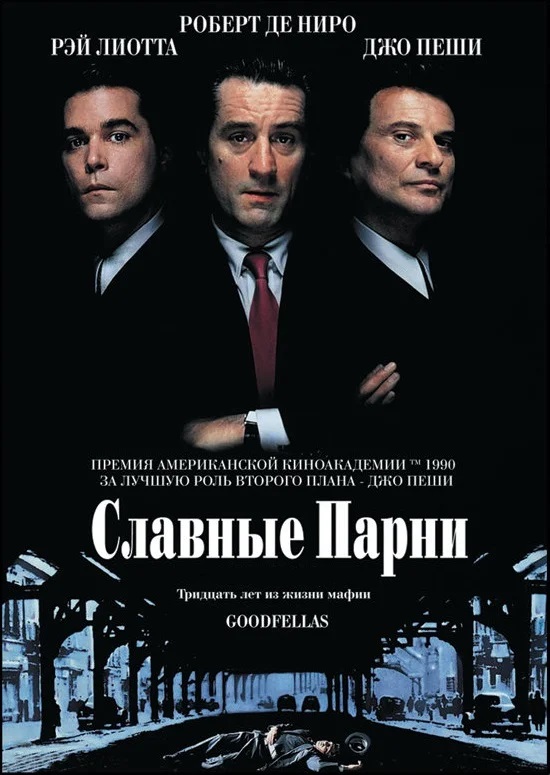 РОБЕРТ ДЕ НИРО
РЭЙ ЛИОТТА
ДЖО ПЕШИ
ПРЕМИЯ АМЕРИКАНСКОЙ КИНОАКАДЕМИИ ™ 1990
ЗА ЛУЧШУЮ РОЛЬ ВТОРОГО ПЛАНА - ДЖО ПЕШИ
Славные Парни
Тридцать лет из жизни мафии
GOODFELLAS